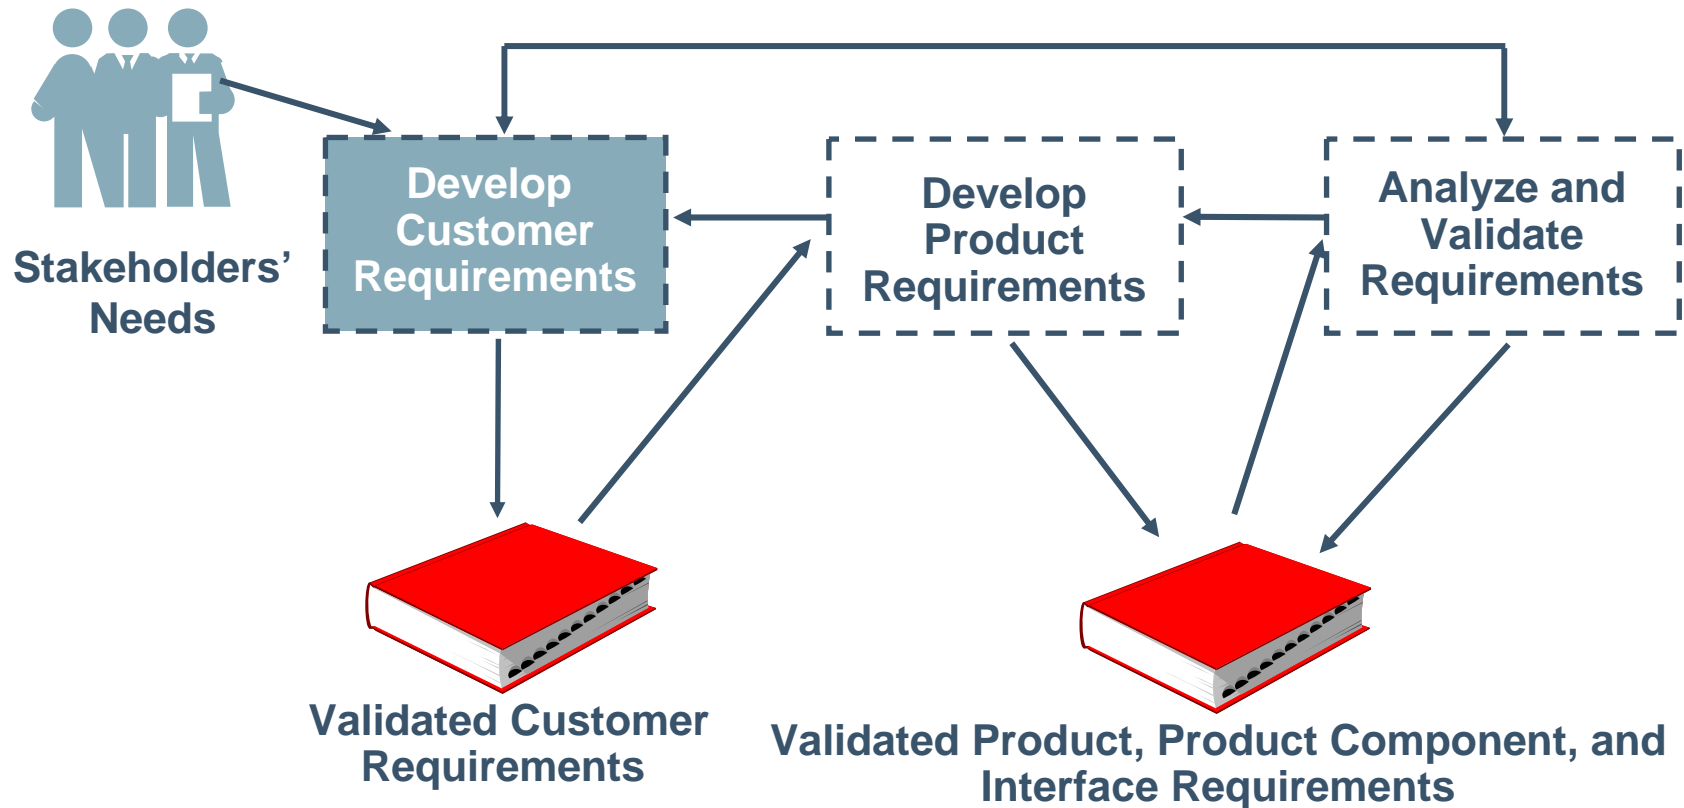 Stakeholders’
Needs
Develop
Customer
Requirements
Develop
Product
Requirements
Analyze and
Validate
Requirements
Validated Customer
Requirements
Validated Product, Product Component, and
Interface Requirements